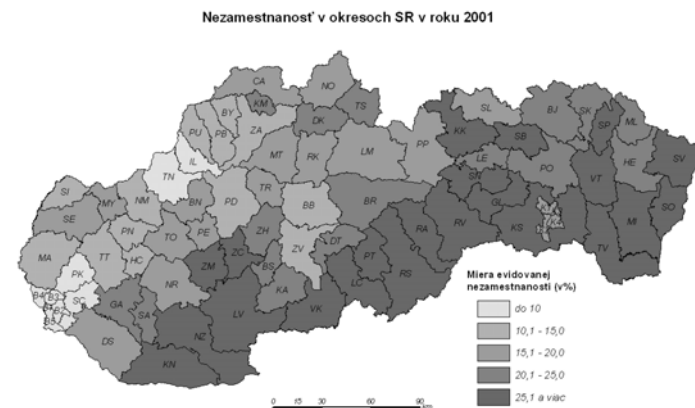 Nezamestnanosť v okresoch SR v roku 2001
CA
NO
KM
TS
BY
PU
PB
ZA
DK
SL
BJ
SK
SP
ML
KK
SB
IL
MT
RK
LM
PP
LE
PO
HE
SV
TN
SN
VT
SI
NM
BN
PD
TR
BB
BR
GL
SO
SE
MY
RA
RV
KS
MI
PN
TO
PE
ZH
ZV
DT
MA
TT
HC
ZM
ZC
BS
PT
TV
PK
NR
KA
LC
RS
B4
B3
SC
GA
SA
LV
VK
B2
B5
DS
NZ
KN
Miera evidovanej
nezamestnanosti (v%)
do 10
10,1 - 15,0
15,1 - 20,0
20,1 - 25,0
25,1 a viac
0 15 30 60 90
km